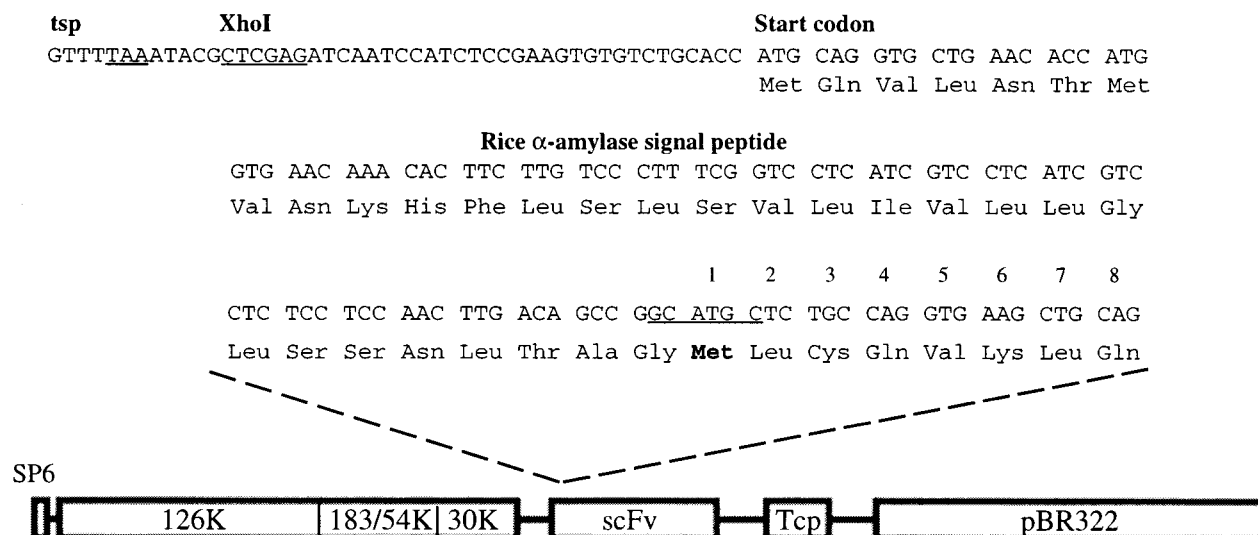 tsp XhoI Start codon
GTTTTAAATACGCTCGAGATCAATCCATCTCCGAAGTGTGTCTGCACC ATG CAG GTG CTG AAC ACC ATG
Met Gln Val Leu Asn Thr Met
Rice α-amylase signal peptide
GTG AAC AAA CAC TTC TTG TCC CTT TCG GTC CTC ATC GTC CTC ATC GTC
Val Asn Lys His Phe Leu Ser Leu Ser Val Leu Ile Val Leu Leu Gly
1 2 3 4 5 6 7 8
CTC TCC TCC AAC TTG ACA GCC GGC ATG CTC TGC CAG GTG AAG CTG CAG
Leu Ser Ser Asn Leu Thr Ala Gly Met Leu Cys Gln Val Lys Leu Gln
SP6
126K 183/54K 30K scFv Tcp pBR322